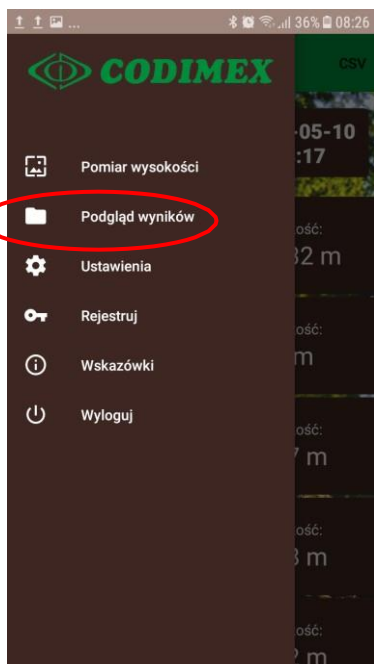 ... 36% 08:26
CODIMEX
CSV
-05-10
:17
Pomiar wysokości
Podgląd wyników
ość:
32 m
Ustawienia
Rejestruj
ość:
m
Wskazówki
Wyloguj
ość:
7 m
ość:
3 m
ość:
m